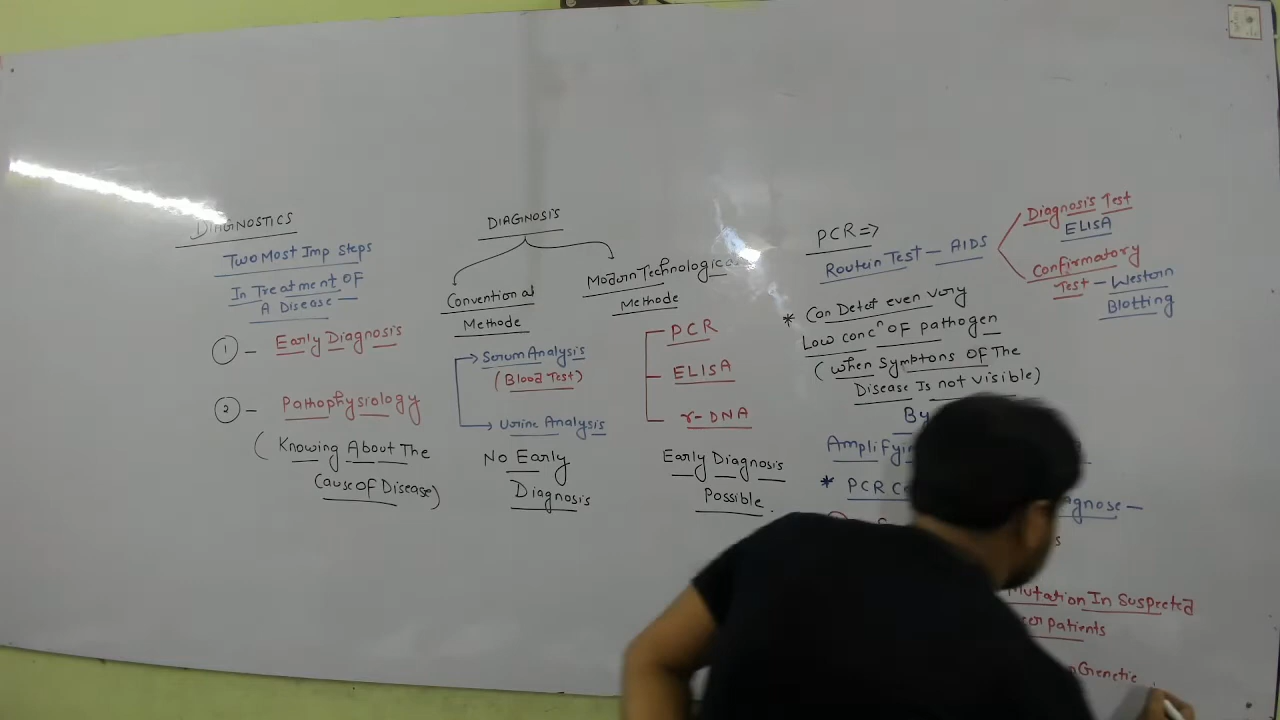 DIAGNOSTICS
Two Most Imp Steps
In Treatment OF
A Disease
1 - Early Diagnosis
2 - Pathophysiology
( Knowing About The
Cause OF Disease)
DIAGNOSIS
Conventional
Methode
Serum Analysis
(Blood Test)
Urine Analysis
No Early
Diagnosis
Modern Technological
Methode
PCR
ELISA
r-DNA
Early Diagnosis
Possible.
PCR =>
Routein Test - AIDS
Diagnosis Test
ELISA
Confirmatory
Test - Western
Blotting
* Can Detect even very
Low concⁿ OF pathogen
( when Symptons OF The
Disease Is not visible)
By
* PCR
Mutation In Suspected
Patients
Genetic